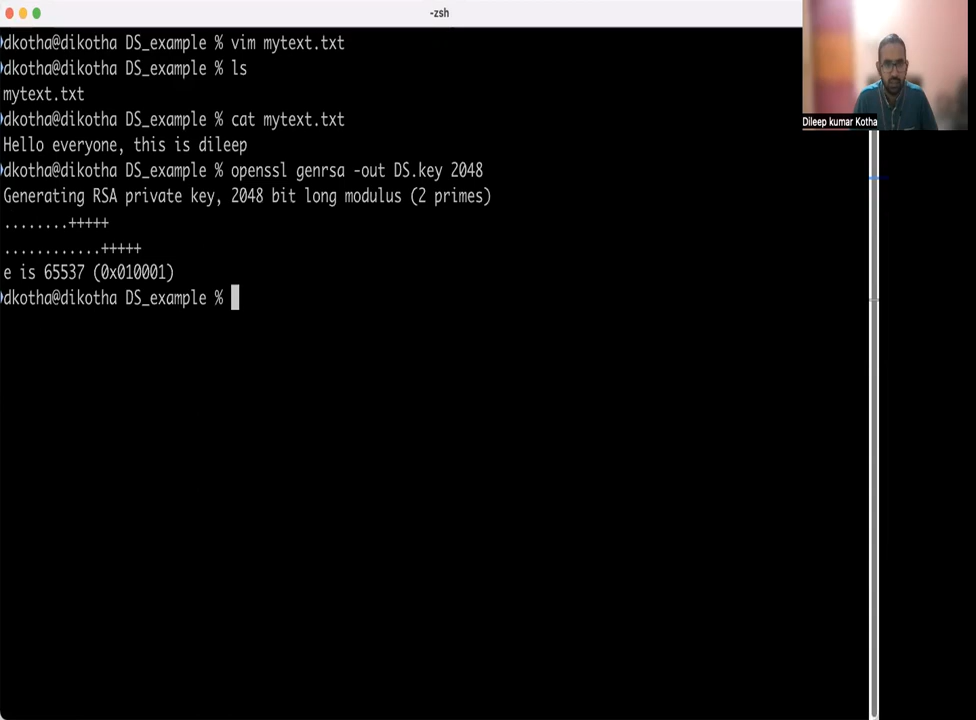 -zsh
dkotha@dikotha DS_example % vim mytext.txt
dkotha@dikotha DS_example % ls
mytext.txt
dkotha@dikotha DS_example % cat mytext.txt
Hello everyone, this is dileep
dkotha@dikotha DS_example % openssl genrsa -out DS.key 2048
Generating RSA private key, 2048 bit long modulus (2 primes)
........+++++
............+++++
e is 65537 (0x010001)
dkotha@dikotha DS_example %
Dileep kumar Kotha